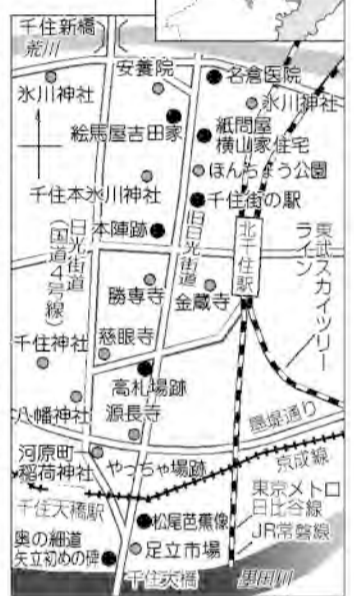 千住新橋
荒川
安養院
名倉医院
氷川神社
氷川神社
絵馬屋吉田家
紙問屋
横山家住宅
ほんちょう公園
千住本氷川神社
千住街の駅
本陣跡
旧日光街道
日光街道
(国道4号線)
北千住駅
東武スカイツリー
ライン
勝専寺
金蔵寺
慈眼寺
千住神社
高札場跡
八幡神社
源長寺
墨堤通り
河原町
稲荷神社
やっちゃ場跡
京成線
千住大橋駅
東京メトロ
日比谷線
JR常磐線
松尾芭蕉像
奥の細道
矢立初めの碑
足立市場
千住大橋
隅田川